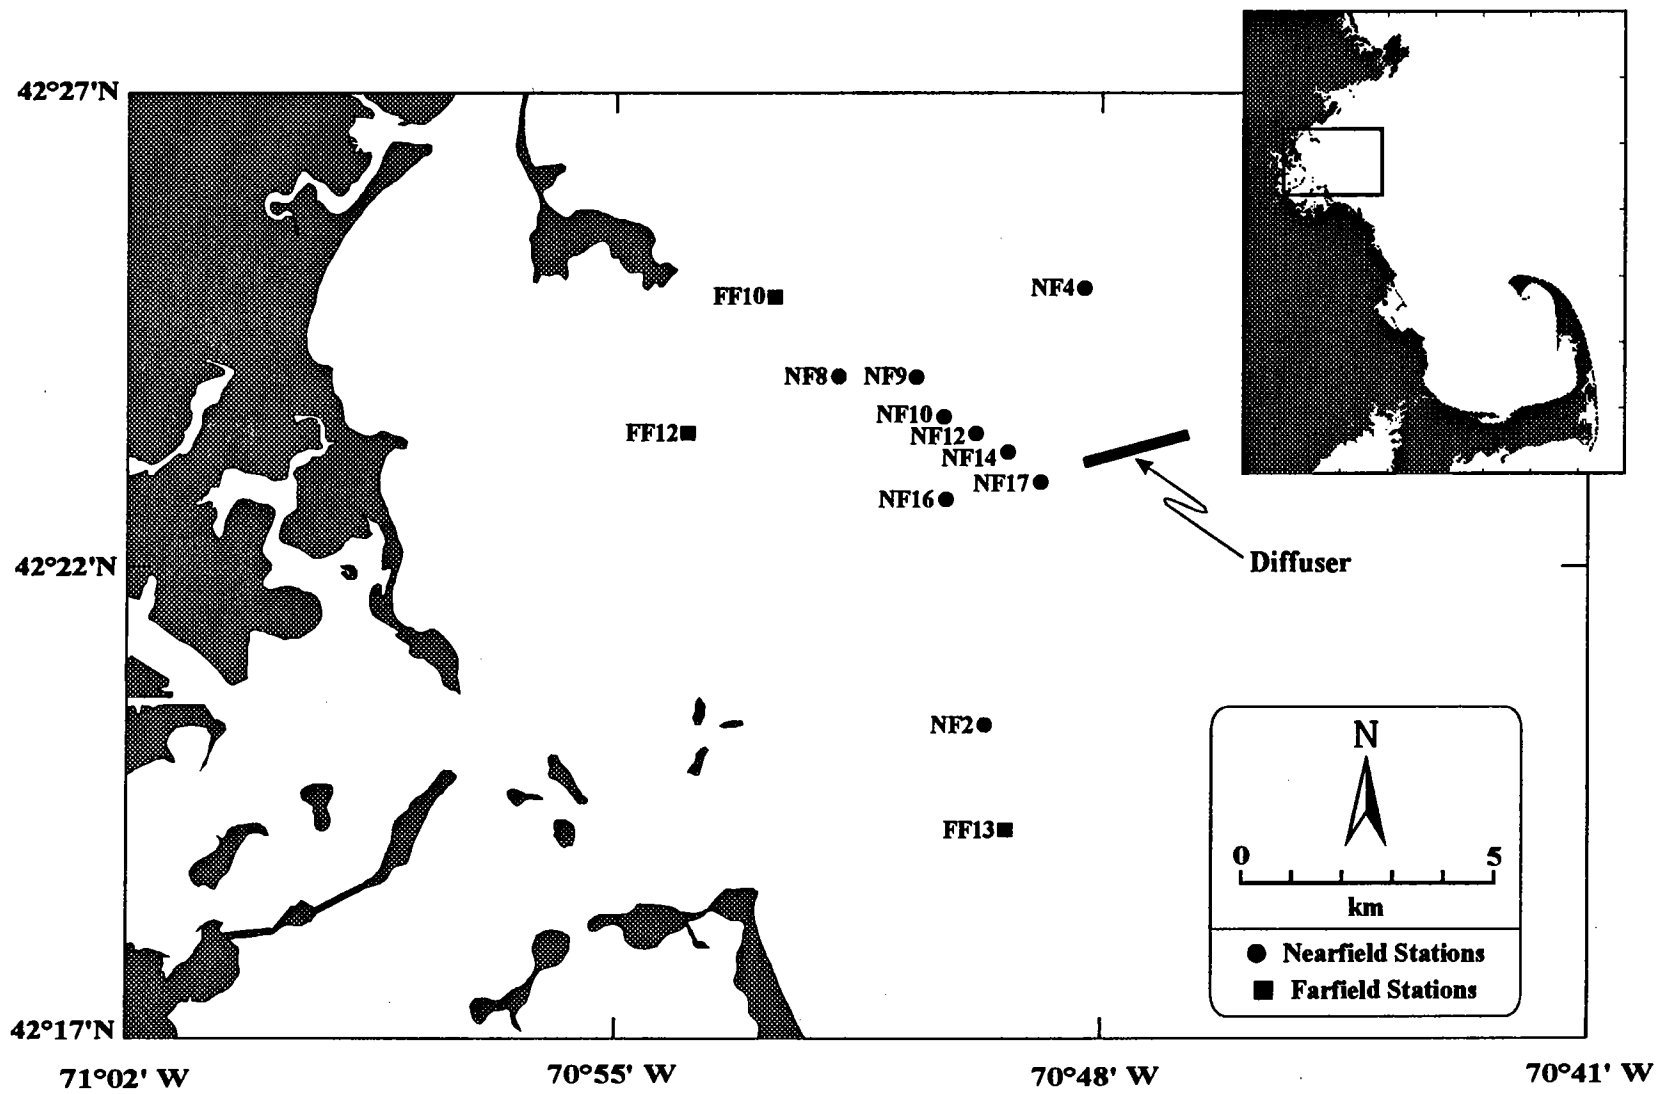 42°27'N
NF4
FF10
NF8
NF9
NF10
FF12
NF12
NF14
NF17
NF16
Diffuser
42°22'N
NF2
N
FF13
0
5
km
Nearfield Stations
Farfield Stations
42°17'N
71°02' W
70°55' W
70°48' W
70°41' W